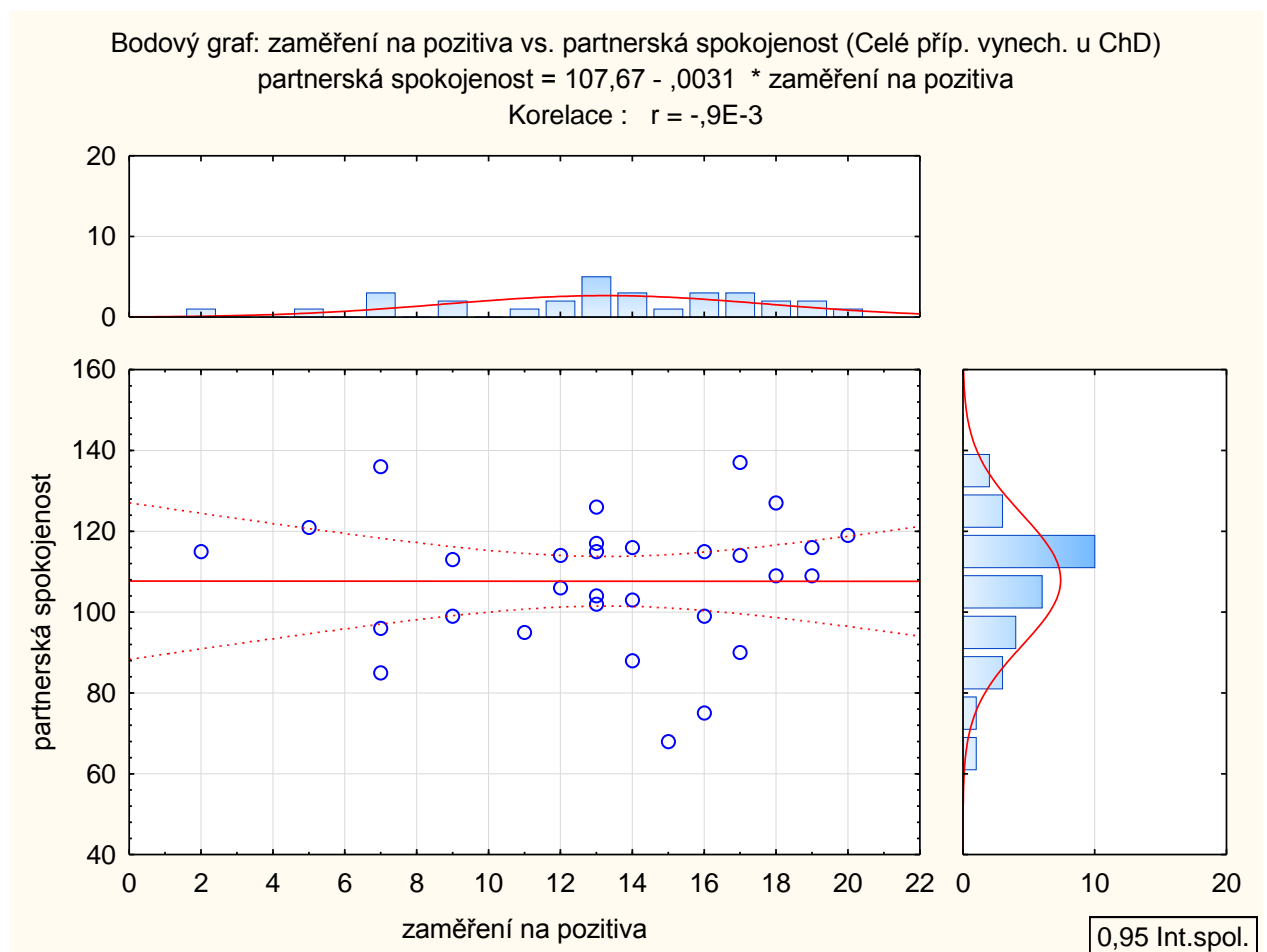 Bodový graf: zaměření na pozitiva vs. partnerská spokojenost (Celé příp. vynech. u ChD)
partnerská spokojenost = 107,67 - ,0031 * zaměření na pozitiva
Korelace : r = -,9E-3
20
10
0
160
140
120
100
80
60
40
partnerská spokojenost
0 2 4 6 8 10 12 14 16 18 20 22
0 10 20
zaměření na pozitiva
0,95 Int.spol.